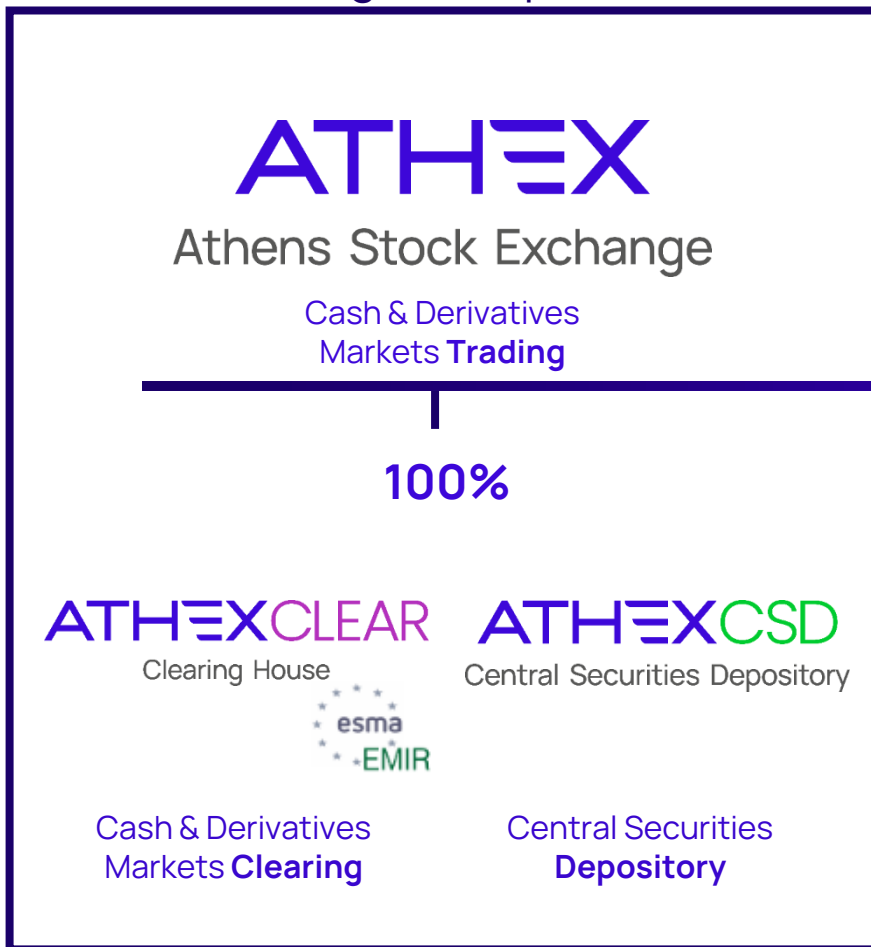 ATHEX
Athens Stock Exchange
Cash & Derivatives
Markets Trading
100%
ATHEXCLEAR
Clearing House
esma
EMIR
ATHEXCSD
Central Securities Depository
Cash & Derivatives
Markets Clearing
Central Securities
Depository